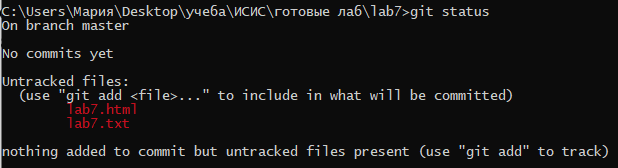 C:\Users\Мария\Desktop\учеба\ИСИС\готовые лаб\lab7>git status
On branch master
No commits yet
Untracked files:
(use "git add <file>..." to include in what will be committed)
lab7.html
lab7.txt
nothing added to commit but untracked files present (use "git add" to track)